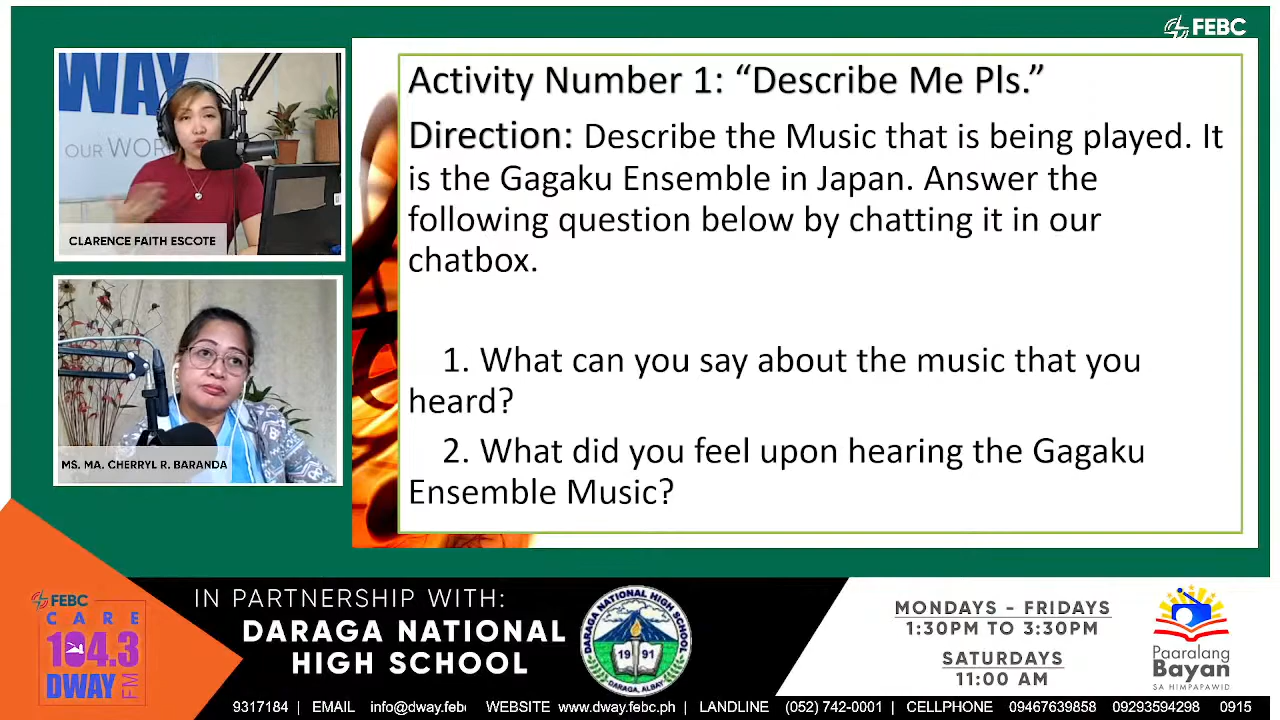 FEBC
WAY
OUR WOR
CLARENCE FAITH ESCOTE
MS. MA. CHERRYL R. BARANDA
Activity Number 1: “Describe Me Pls.”
Direction: Describe the Music that is being played. It
is the Gagaku Ensemble in Japan. Answer the
following question below by chatting it in our
chatbox.
1. What can you say about the music that you
heard?
2. What did you feel upon hearing the Gagaku
Ensemble Music?
FEBC
CARE
104.3
DWAY FM
IN PARTNERSHIP WITH:
DARAGA NATIONAL
HIGH SCHOOL
DARAGA NATIONAL HIGH SCHOOL
19 91
DARAGA, ALBAY
MONDAYS - FRIDAYS
1:30PM TO 3:30PM
SATURDAYS
11:00 AM
Paaralang
Bayan
SA HIMPAPAWID
9317184 | EMAIL info@dway.febc WEBSITE www.dway.febc.ph | LANDLINE (052) 742-0001 | CELLPHONE 09467639858 09293594298 0915